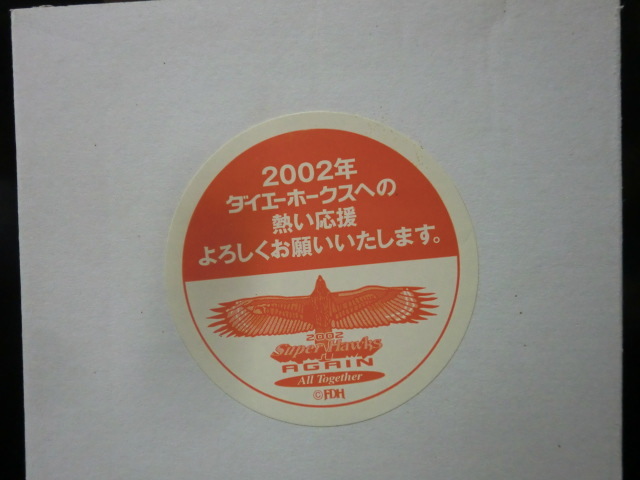 2002年
ダイエーホークスへの
熱い応援
よろしくお願いいたします。
2002
Super Hawks
AGAIN
All Together
©FDH